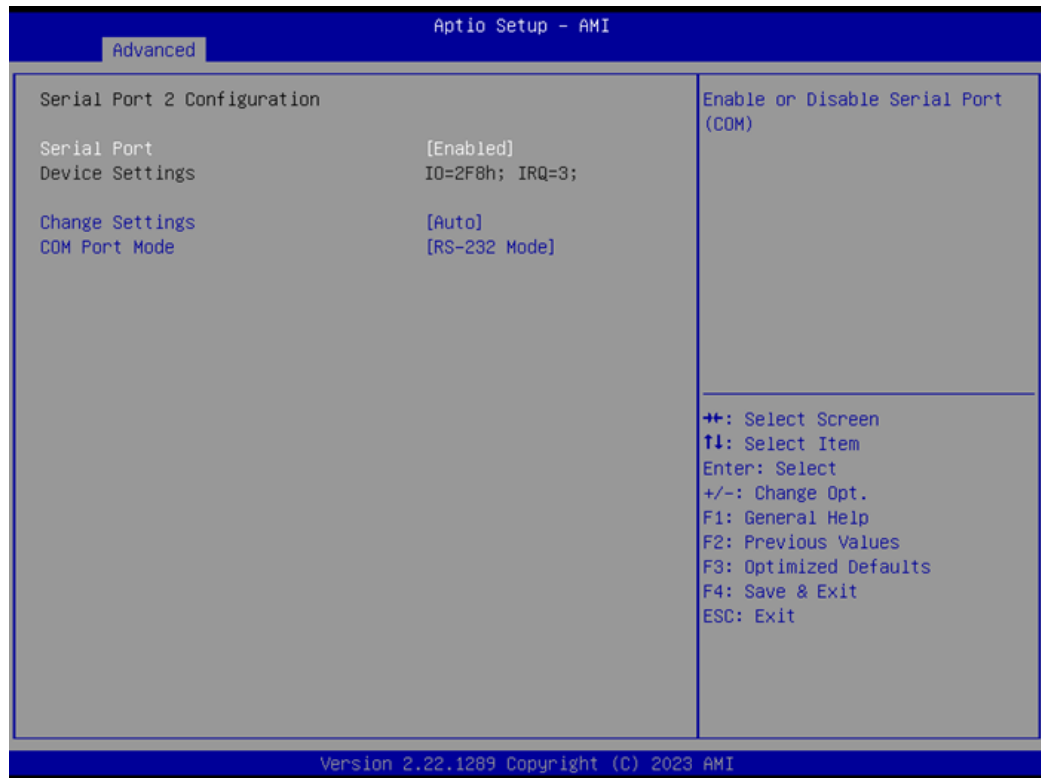 Aptio Setup - AMI
Advanced
Serial Port 2 Configuration
Serial Port [Enabled]
Device Settings IO=2F8h; IRQ=3;
Change Settings [Auto]
COM Port Mode [RS-232 Mode]
Enable or Disable Serial Port
(COM)
→←: Select Screen
↑↓: Select Item
Enter: Select
+/-: Change Opt.
F1: General Help
F2: Previous Values
F3: Optimized Defaults
F4: Save & Exit
ESC: Exit
Version 2.22.1289 Copyright (C) 2023 AMI